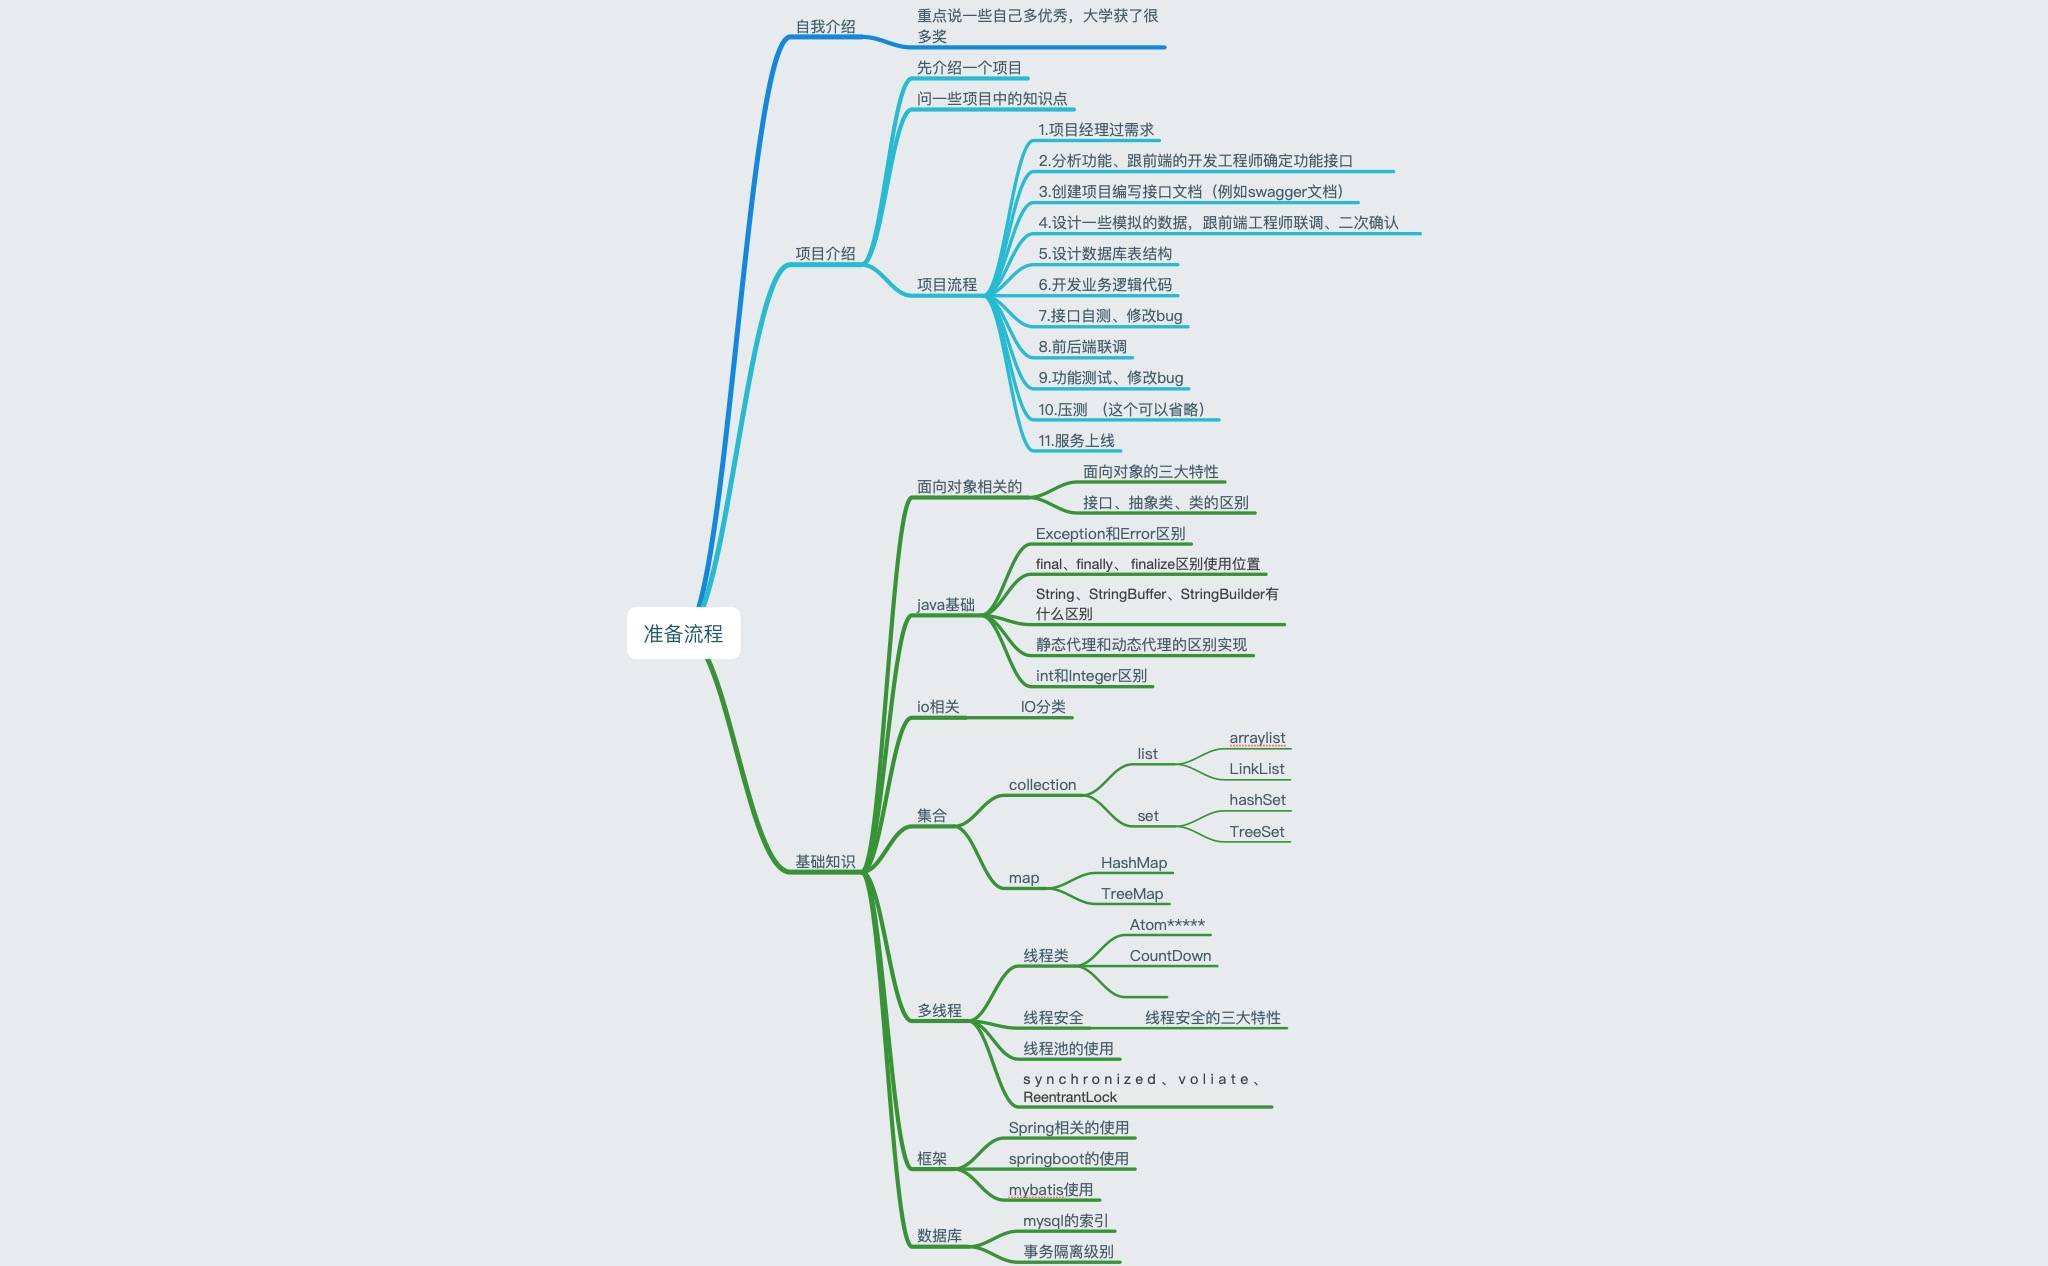 自我介绍
重点说一些自己多优秀，大学获了很
多奖
项目介绍
先介绍一个项目
问一些项目中的知识点
项目流程
1.项目经理过需求
2.分析功能、跟前端的开发工程师确定功能接口
3.创建项目编写接口文档（例如swagger文档）
4.设计一些模拟的数据，跟前端工程师联调、二次确认
5.设计数据库表结构
6.开发业务逻辑代码
7.接口自测、修改bug
8.前后端联调
9.功能测试、修改bug
10.压测 （这个可以省略）
11.服务上线
准备流程
基础知识
面向对象相关的
面向对象的三大特性
接口、抽象类、类的区别
java基础
Exception和Error区别
final、finally、 finalize区别使用位置
String、StringBuffer、StringBuilder有
什么区别
静态代理和动态代理的区别实现
int和Integer区别
io相关
IO分类
集合
collection
list
arraylist
LinkList
set
hashSet
TreeSet
map
HashMap
TreeMap
多线程
线程类
Atom*****
CountDown
线程安全
线程安全的三大特性
线程池的使用
synchronized、voliate、
ReentrantLock
框架
Spring相关的使用
springboot的使用
mybatis使用
数据库
mysql的索引
事务隔离级别